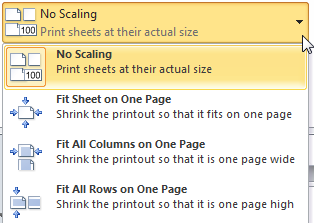 No Scaling
Print sheets at their actual size
100
No Scaling
Print sheets at their actual size
100
Fit Sheet on One Page
Shrink the printout so that it fits on one page
Fit All Columns on One Page
Shrink the printout so that it is one page wide
Fit All Rows on One Page
Shrink the printout so that it is one page high